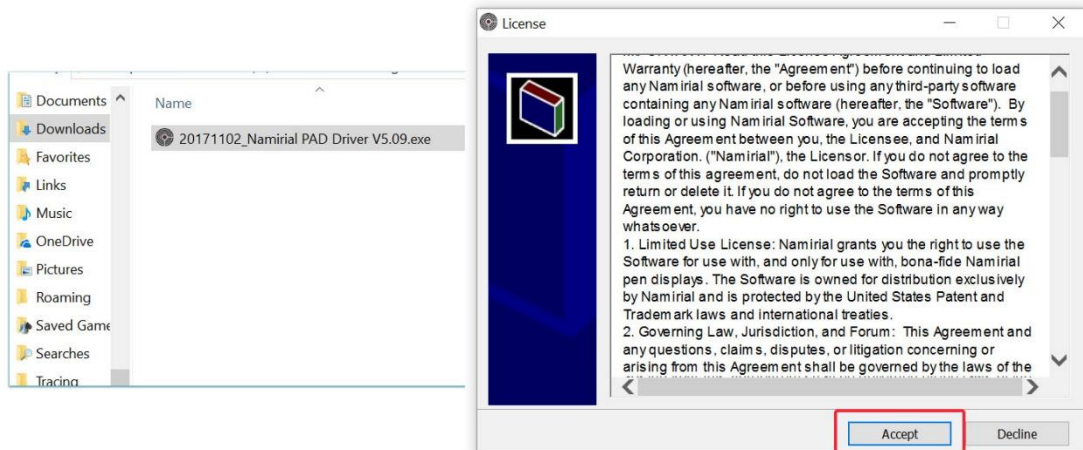 Documents
Downloads
Favorites
Links
Music
OneDrive
Pictures
Roaming
Saved Game
Searches
Tracing
Name
20171102_Namirial PAD Driver V5.09.exe
License
Warranty (hereafter, the "Agreement") before continuing to load
any Namirial software, or before using any third-party software
containing any Namirial software (hereafter, the "Software"). By
loading or using Namirial Software, you are accepting the terms
of this Agreement between you, the Licensee, and Namirial
Corporation. ("Namirial"), the Licensor. If you do not agree to the
terms of this agreement, do not load the Software and promptly
return or delete it. If you do not agree to the terms of this
Agreement, you have no right to use the Software in any way
whatsoever.
1. Limited Use License: Namirial grants you the right to use the
Software for use with, and only for use with, bona-fide Namirial
pen displays. The Software is owned for distribution exclusively
by Namirial and is protected by the United States Patent and
Trademark laws and international treaties.
2. Governing Law, Jurisdiction, and Forum: This Agreement and
any questions, claims, disputes, or litigation concerning or
arising from this Agreement shall be governed by the laws of the
Accept
Decline